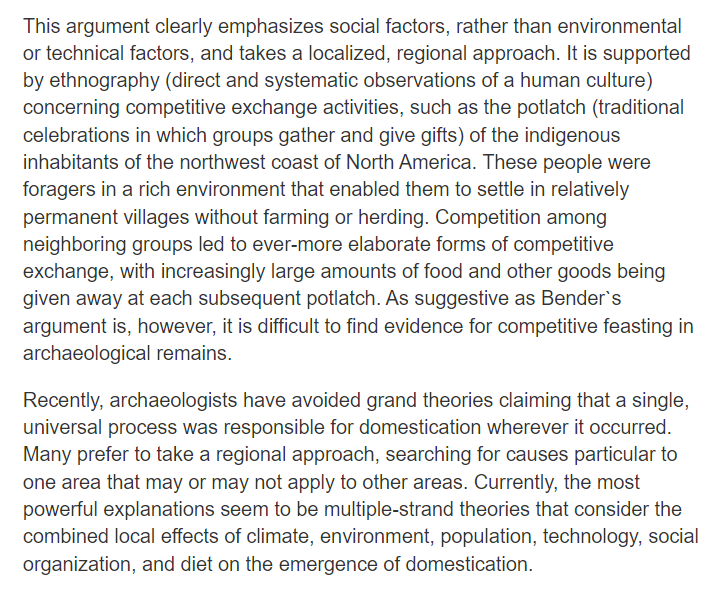 This argument clearly emphasizes social factors, rather than environmental
or technical factors, and takes a localized, regional approach. It is supported
by ethnography (direct and systematic observations of a human culture)
concerning competitive exchange activities, such as the potlatch (traditional
celebrations in which groups gather and give gifts) of the indigenous
inhabitants of the northwest coast of North America. These people were
foragers in a rich environment that enabled them to settle in relatively
permanent villages without farming or herding. Competition among
neighboring groups led to ever-more elaborate forms of competitive
exchange, with increasingly large amounts of food and other goods being
given away at each subsequent potlatch. As suggestive as Bender`s
argument is, however, it is difficult to find evidence for competitive feasting in
archaeological remains.
Recently, archaeologists have avoided grand theories claiming that a single,
universal process was responsible for domestication wherever it occurred.
Many prefer to take a regional approach, searching for causes particular to
one area that may or may not apply to other areas. Currently, the most
powerful explanations seem to be multiple-strand theories that consider the
combined local effects of climate, environment, population, technology, social
organization, and diet on the emergence of domestication.